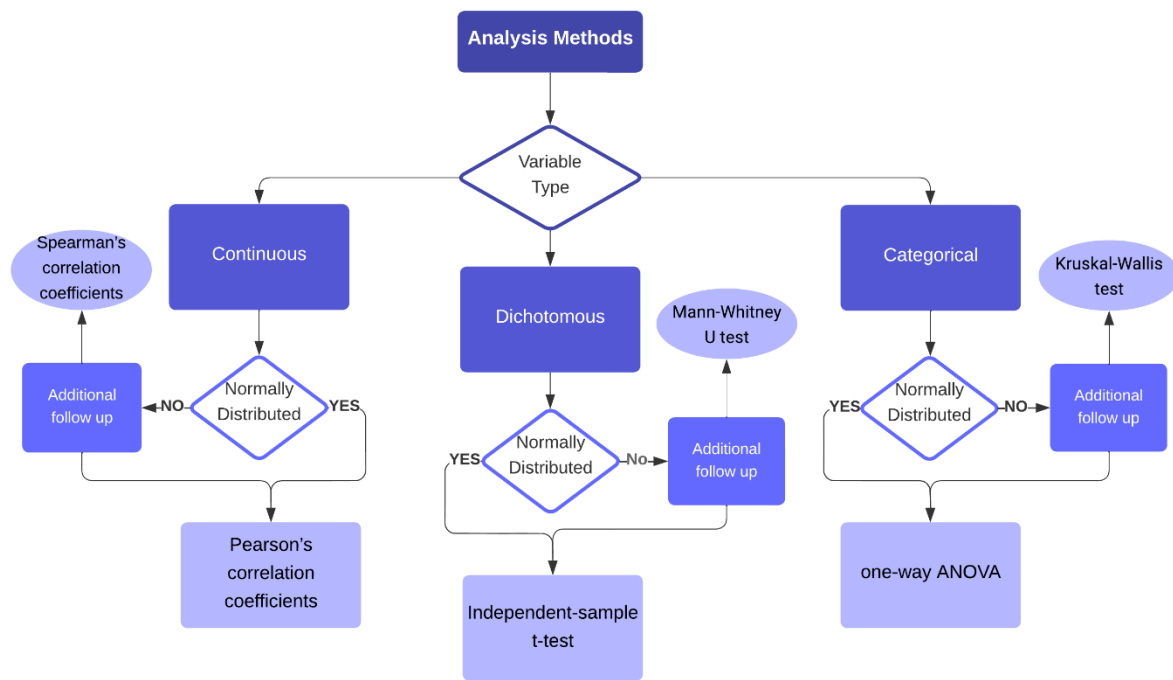 Analysis Methods
Variable
Type
Continuous
Dichotomous
Categorical
Spearman's
correlation
coefficients
Mann-Whitney
U test
Kruskal-Wallis
test
Additional
follow up
NO
Normally
Distributed
YES
YES
Normally
Distributed
No
Additional
follow up
YES
Normally
Distributed
NO
Additional
follow up
Pearson's
correlation
coefficients
Independent-sample
t-test
one-way ANOVA